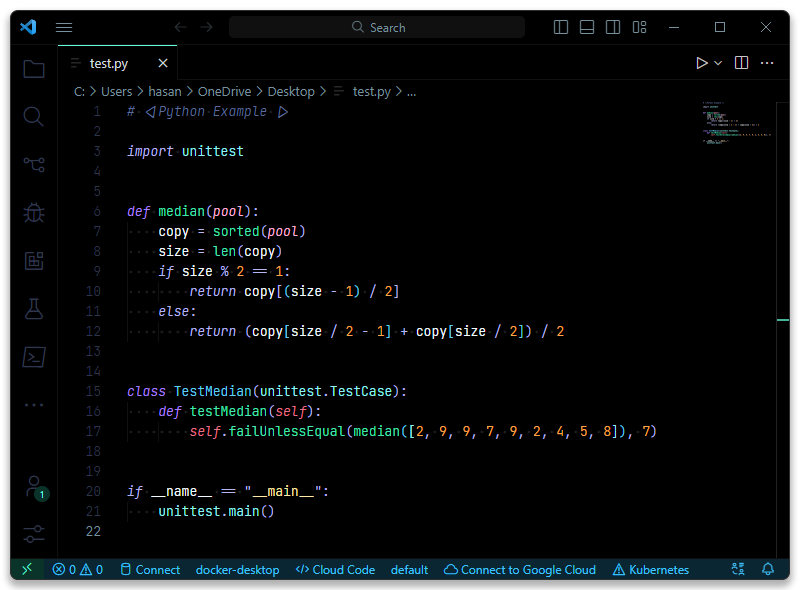 Search
test.py
C: > Users > hasan > OneDrive > Desktop > test.py > ...
1 # ◁Python Example ▷
2
3 import unittest
4
5
6 def median(pool):
7     copy = sorted(pool)
8     size = len(copy)
9     if size % 2 == 1:
10         return copy[(size - 1) / 2]
11     else:
12         return (copy[size / 2 - 1] + copy[size / 2]) / 2
13
14
15 class TestMedian(unittest.TestCase):
16     def testMedian(self):
17         self.failUnlessEqual(median([2, 9, 9, 7, 9, 2, 4, 5, 8]), 7)
18
19
20 if __name__ == "__main__":
21     unittest.main()
22
1
0 0 Connect docker-desktop </> Cloud Code default Connect to Google Cloud Kubernetes